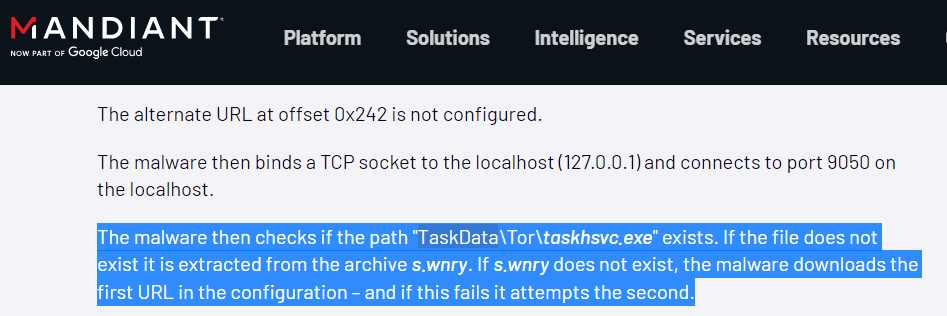 MANDIANT
NOW PART OF Google Cloud
Platform Solutions Intelligence Services Resources
The alternate URL at offset 0x242 is not configured.
The malware then binds a TCP socket to the localhost (127.0.0.1) and connects to port 9050 on
the localhost.
The malware then checks if the path "TaskData\Tor\taskhsvc.exe" exists. If the file does not
exist it is extracted from the archive s.wnry. If s.wnry does not exist, the malware downloads the
first URL in the configuration – and if this fails it attempts the second.